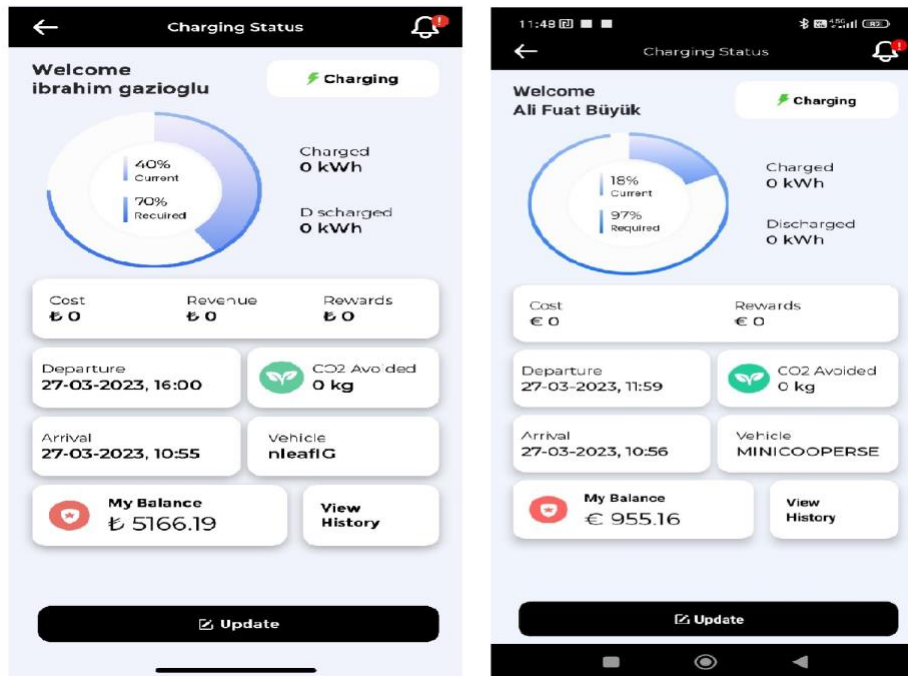 Charging Status
!
Welcome
ibrahim gazioglu
Charging
40%
Current
70%
Required
Charged
0 kWh
Discharged
0 kWh
Cost
₺ 0
Revenue
₺ 0
Rewards
₺ 0
Departure
27-03-2023, 16:00
CO2 Avoided
0 kg
Arrival
27-03-2023, 10:55
Vehicle
nleafIG
My Balance
₺ 5166.19
View
History
Update
11:48
Charging Status
!
Welcome
Ali Fuat Büyük
Charging
18%
Current
97%
Required
Charged
0 kWh
Discharged
0 kWh
Cost
€ 0
Rewards
€ 0
Departure
27-03-2023, 11:59
CO2 Avoided
0 kg
Arrival
27-03-2023, 10:56
Vehicle
MINICOOPERSE
My Balance
€ 955.16
View
History
Update